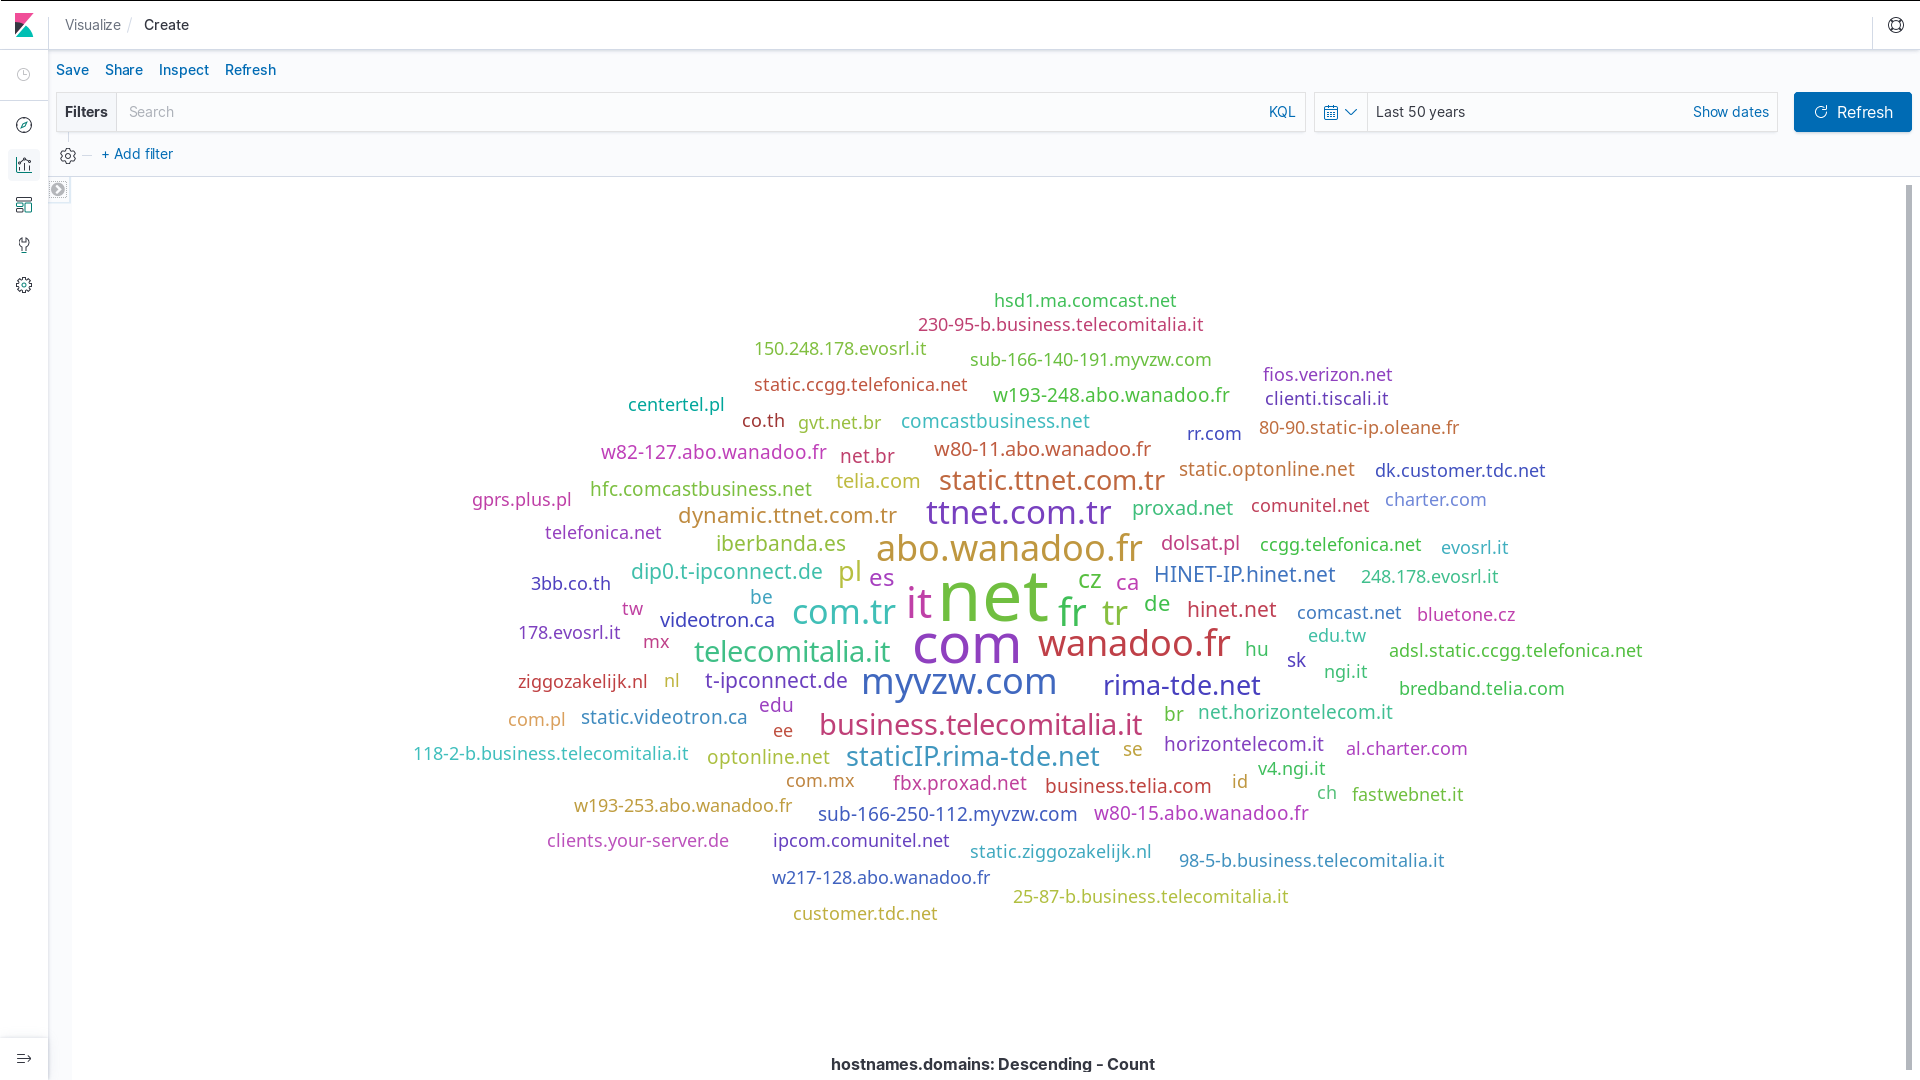 Visualize / Create
Save Share Inspect Refresh
Filters Search KQL Last 50 years Show dates Refresh
+ Add filter
hsd1.ma.comcast.net
230-95-b.business.telecomitalia.it
150.248.178.evosrl.it
sub-166-140-191.myvzw.com
fios.verizon.net
static.ccgg.telefonica.net
w193-248.abo.wanadoo.fr
clienti.tiscali.it
centertel.pl
co.th
gvt.net.br
comcastbusiness.net
rr.com
80-90.static-ip.oleane.fr
w82-127.abo.wanadoo.fr
net.br
w80-11.abo.wanadoo.fr
static.optonline.net
dk.customer.tdc.net
hfc.comcastbusiness.net
telia.com
static.ttnet.com.tr
gprs.plus.pl
dynamic.ttnet.com.tr
ttnet.com.tr
proxad.net
comunitel.net
charter.com
telefonica.net
iberbanda.es
abo.wanadoo.fr
dolsat.pl
ccgg.telefonica.net
evosrl.it
3bb.co.th
dip0.t-ipconnect.de
pl
es
net
cz
ca
HINET-IP.hinet.net
248.178.evosrl.it
tw
be
com.tr
it
fr
tr
de
hinet.net
comcast.net
bluetone.cz
178.evosrl.it
videotron.ca
mx
telecomitalia.it
com
wanadoo.fr
hu
edu.tw
sk
adsl.static.ccgg.telefonica.net
ziggozakelijk.nl
nl
t-ipconnect.de
myvzw.com
rima-tde.net
ngi.it
bredband.telia.com
com.pl
static.videotron.ca
edu
ee
business.telecomitalia.it
br
net.horizontelecom.it
118-2-b.business.telecomitalia.it
optonline.net
staticIP.rima-tde.net
se
horizontelecom.it
al.charter.com
com.mx
fbx.proxad.net
business.telia.com
id
v4.ngi.it
w193-253.abo.wanadoo.fr
sub-166-250-112.myvzw.com
w80-15.abo.wanadoo.fr
ch
fastwebnet.it
clients.your-server.de
ipcom.comunitel.net
static.ziggozakelijk.nl
98-5-b.business.telecomitalia.it
w217-128.abo.wanadoo.fr
25-87-b.business.telecomitalia.it
customer.tdc.net
hostnames.domains: Descending - Count